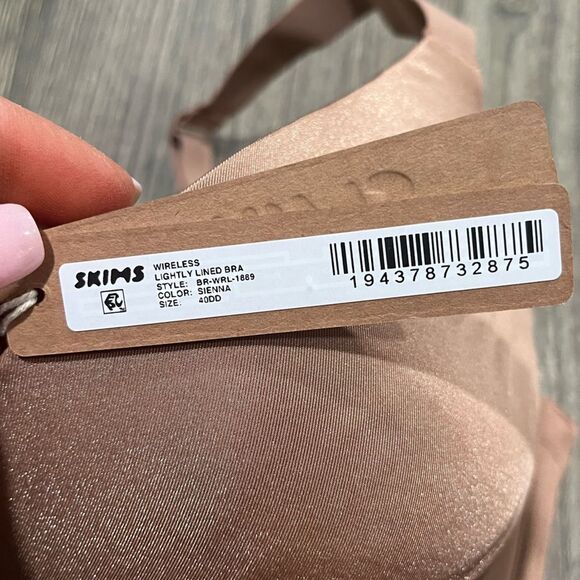 SKIMS
WIRELESS
LIGHTLY LINED BRA
STYLE: BR-WRL-1889
COLOR: SIENNA
SIZE: 40DD
194378732875